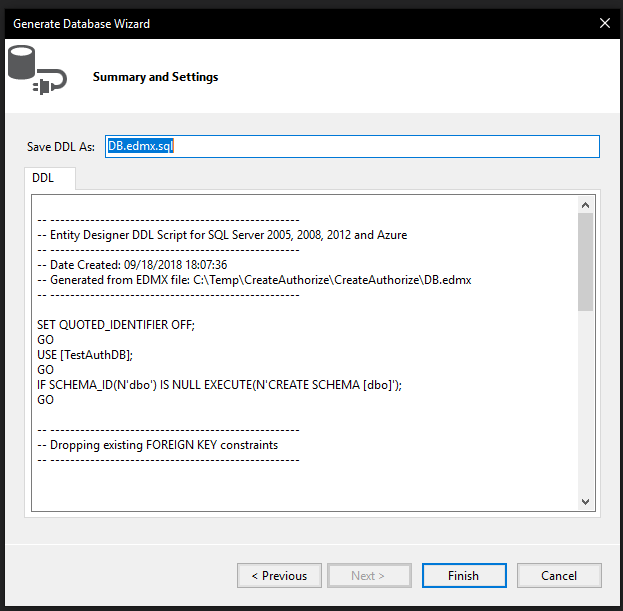 Generate Database Wizard
Summary and Settings
Save DDL As: DB.edmx.sql
DDL
-- --------------------------------------------------
-- Entity Designer DDL Script for SQL Server 2005, 2008, 2012 and Azure
-- --------------------------------------------------
-- Date Created: 09/18/2018 18:07:36
-- Generated from EDMX file: C:\Temp\CreateAuthorize\CreateAuthorize\DB.edmx
-- --------------------------------------------------
SET QUOTED_IDENTIFIER OFF;
GO
USE [TestAuthDB];
GO
IF SCHEMA_ID(N'dbo') IS NULL EXECUTE(N'CREATE SCHEMA [dbo]');
GO
-- --------------------------------------------------
-- Dropping existing FOREIGN KEY constraints
-- --------------------------------------------------
< Previous Next > Finish Cancel